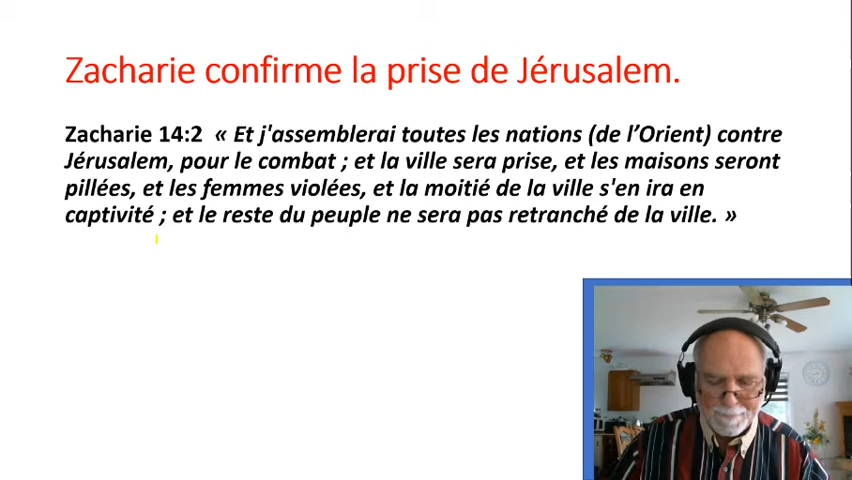 Zacharie confirme la prise de Jérusalem.
Zacharie 14:2 « Et j'assemblerai toutes les nations (de l’Orient) contre
Jérusalem, pour le combat ; et la ville sera prise, et les maisons seront
pillées, et les femmes violées, et la moitié de la ville s'en ira en
captivité ; et le reste du peuple ne sera pas retranché de la ville. »